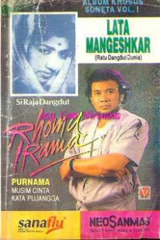 ALBUM KHUSUS
SONETA VOL. 1
LATA
MANGESHKAR
(Ratu Dangdut Dunia)
Si Raja Dangdut
Rhoma
Irama
PURNAMA
MUSIM CINTA
KATA PUJANGGA
sanaflu
NEOSANMAG